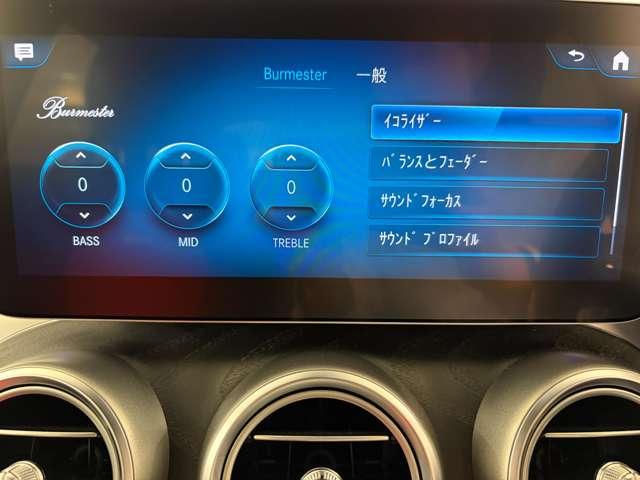 Burmester 一般
Burmester
ｲｺﾗｲｻﾞｰ
ﾊﾞﾗﾝｽとﾌｪｰﾀﾞｰ
ｻｳﾝﾄﾞﾌｫｰｶｽ
ｻｳﾝﾄﾞ ﾌﾟﾛﾌｧｲﾙ
0 0 0
BASS MID TREBLE